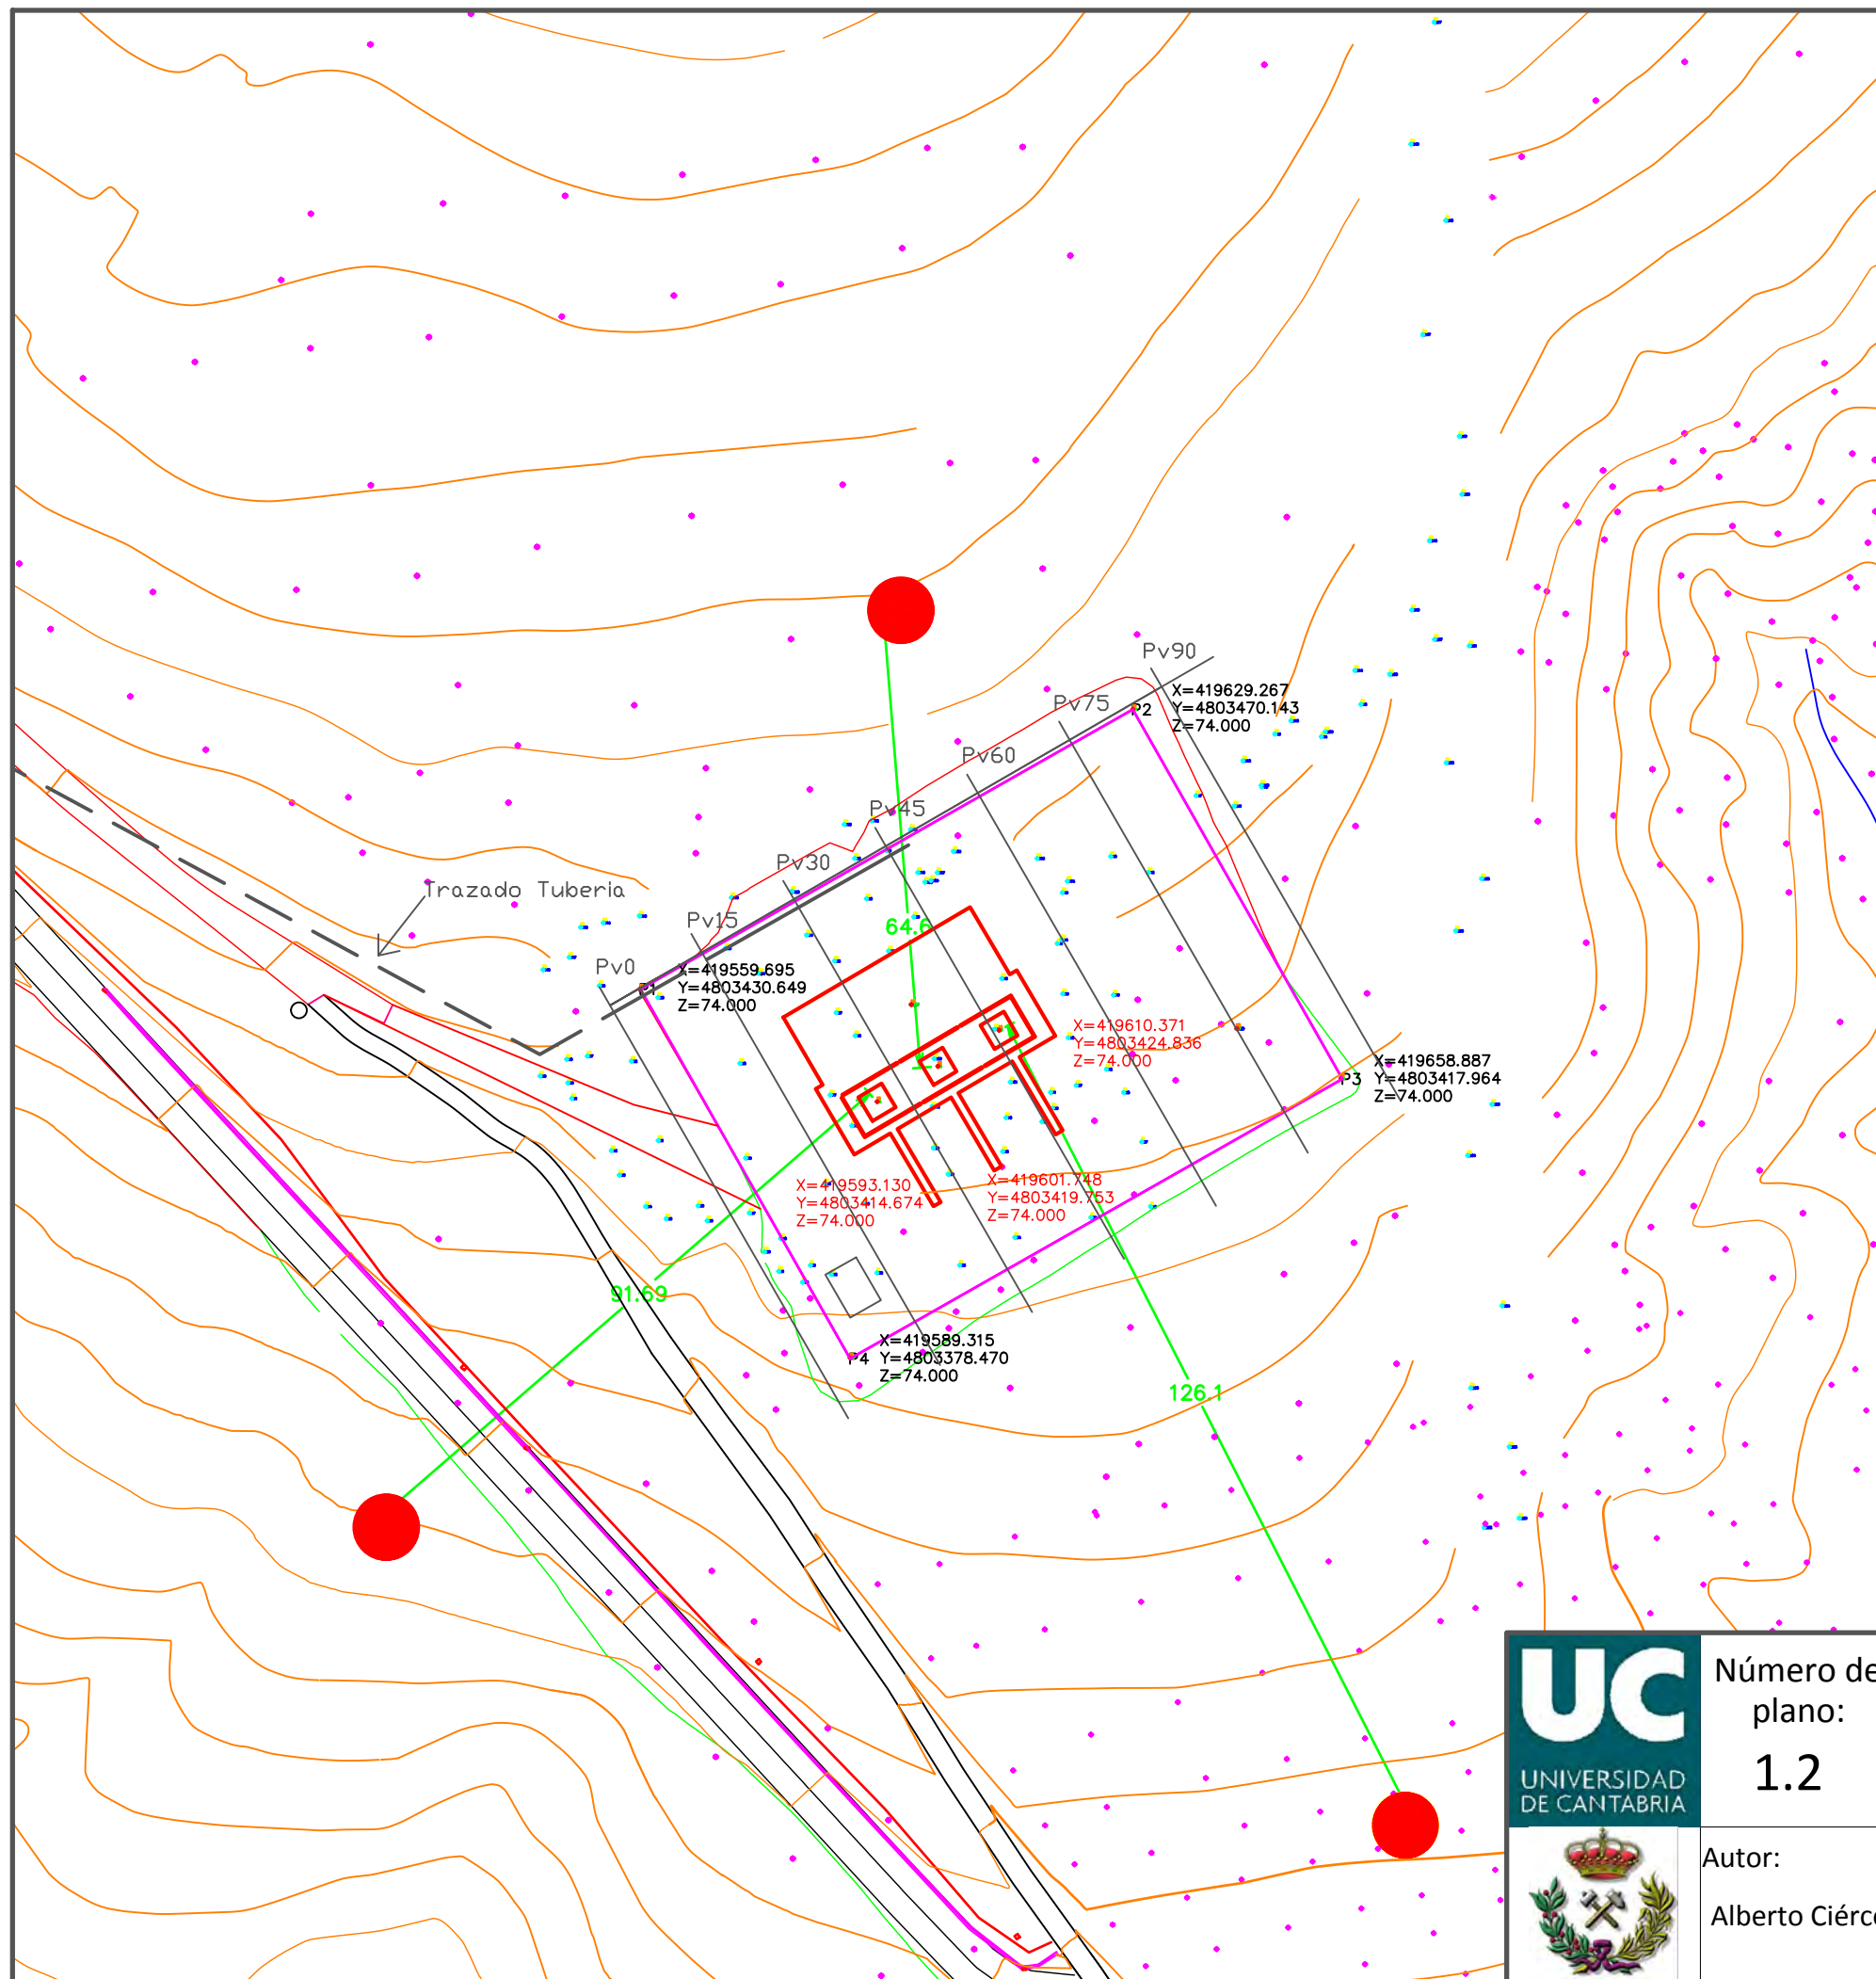 Pv90
X=419629.267
Y=4803470.143
Z=74.000
P2
Pv75
Pv60
Pv45
Pv30
Trazado Tuberia
Pv15
64.6
Pv0
X=419559.695
Y=4803430.649
Z=74.000
P1
X=419610.371
Y=4803424.836
Z=74.000
X=419658.887
Y=4803417.964
Z=74.000
P3
X=419593.130
Y=4803414.674
Z=74.000
X=419601.748
Y=4803419.753
Z=74.000
91.69
X=419589.315
Y=4803378.470
Z=74.000
P4
126.1
UC
UNIVERSIDAD
DE CANTABRIA
Número de
plano:
1.2
Autor:
Alberto Ciérco